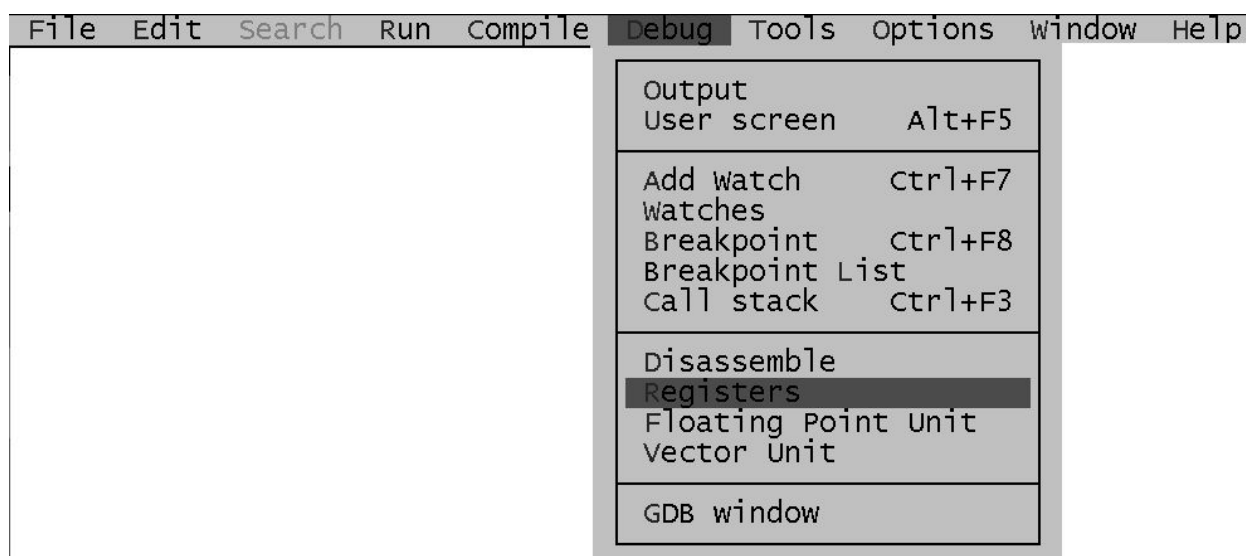 File Edit Search Run Compile Debug Tools Options Window Help
Output
User screen Alt+F5
Add Watch Ctrl+F7
Watches
Breakpoint Ctrl+F8
Breakpoint List
Call stack Ctrl+F3
Disassemble
Registers
Floating Point Unit
Vector Unit
GDB window